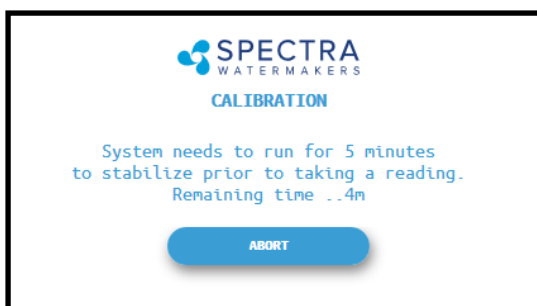 SPECTRA
WATERMAKERS
CALIBRATION
System needs to run for 5 minutes
to stabilize prior to taking a reading.
Remaining time ..4m
ABORT